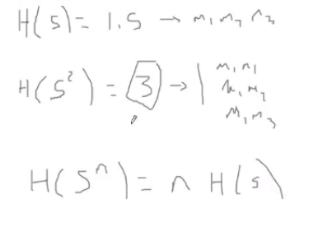 H(S) = 1.5 → m₁ m₂ m₃
H(S²) = 3 → | m₁ m₁
m₁ m₂
m₁ m₃
H(Sⁿ) = n H(s)